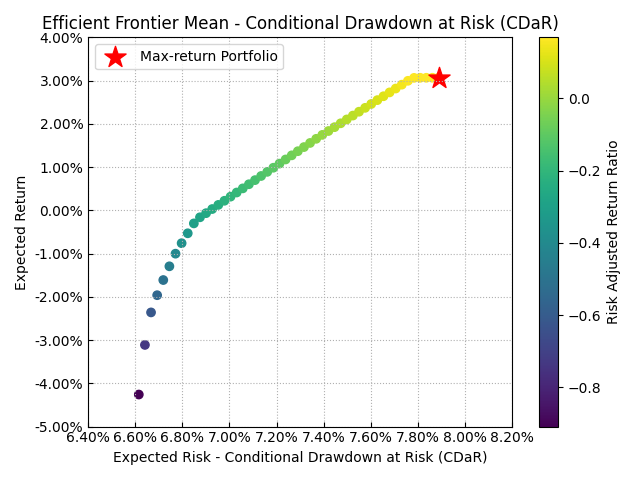 Efficient Frontier Mean - Conditional Drawdown at Risk (CDaR)
Max-return Portfolio
4.00%
3.00%
2.00%
1.00%
0.00%
-1.00%
-2.00%
-3.00%
-4.00%
-5.00%
Expected Return
6.40% 6.60% 6.80% 7.00% 7.20% 7.40% 7.60% 7.80% 8.00% 8.20%
Expected Risk - Conditional Drawdown at Risk (CDaR)
0.0
−0.2
−0.4
−0.6
−0.8
Risk Adjusted Return Ratio